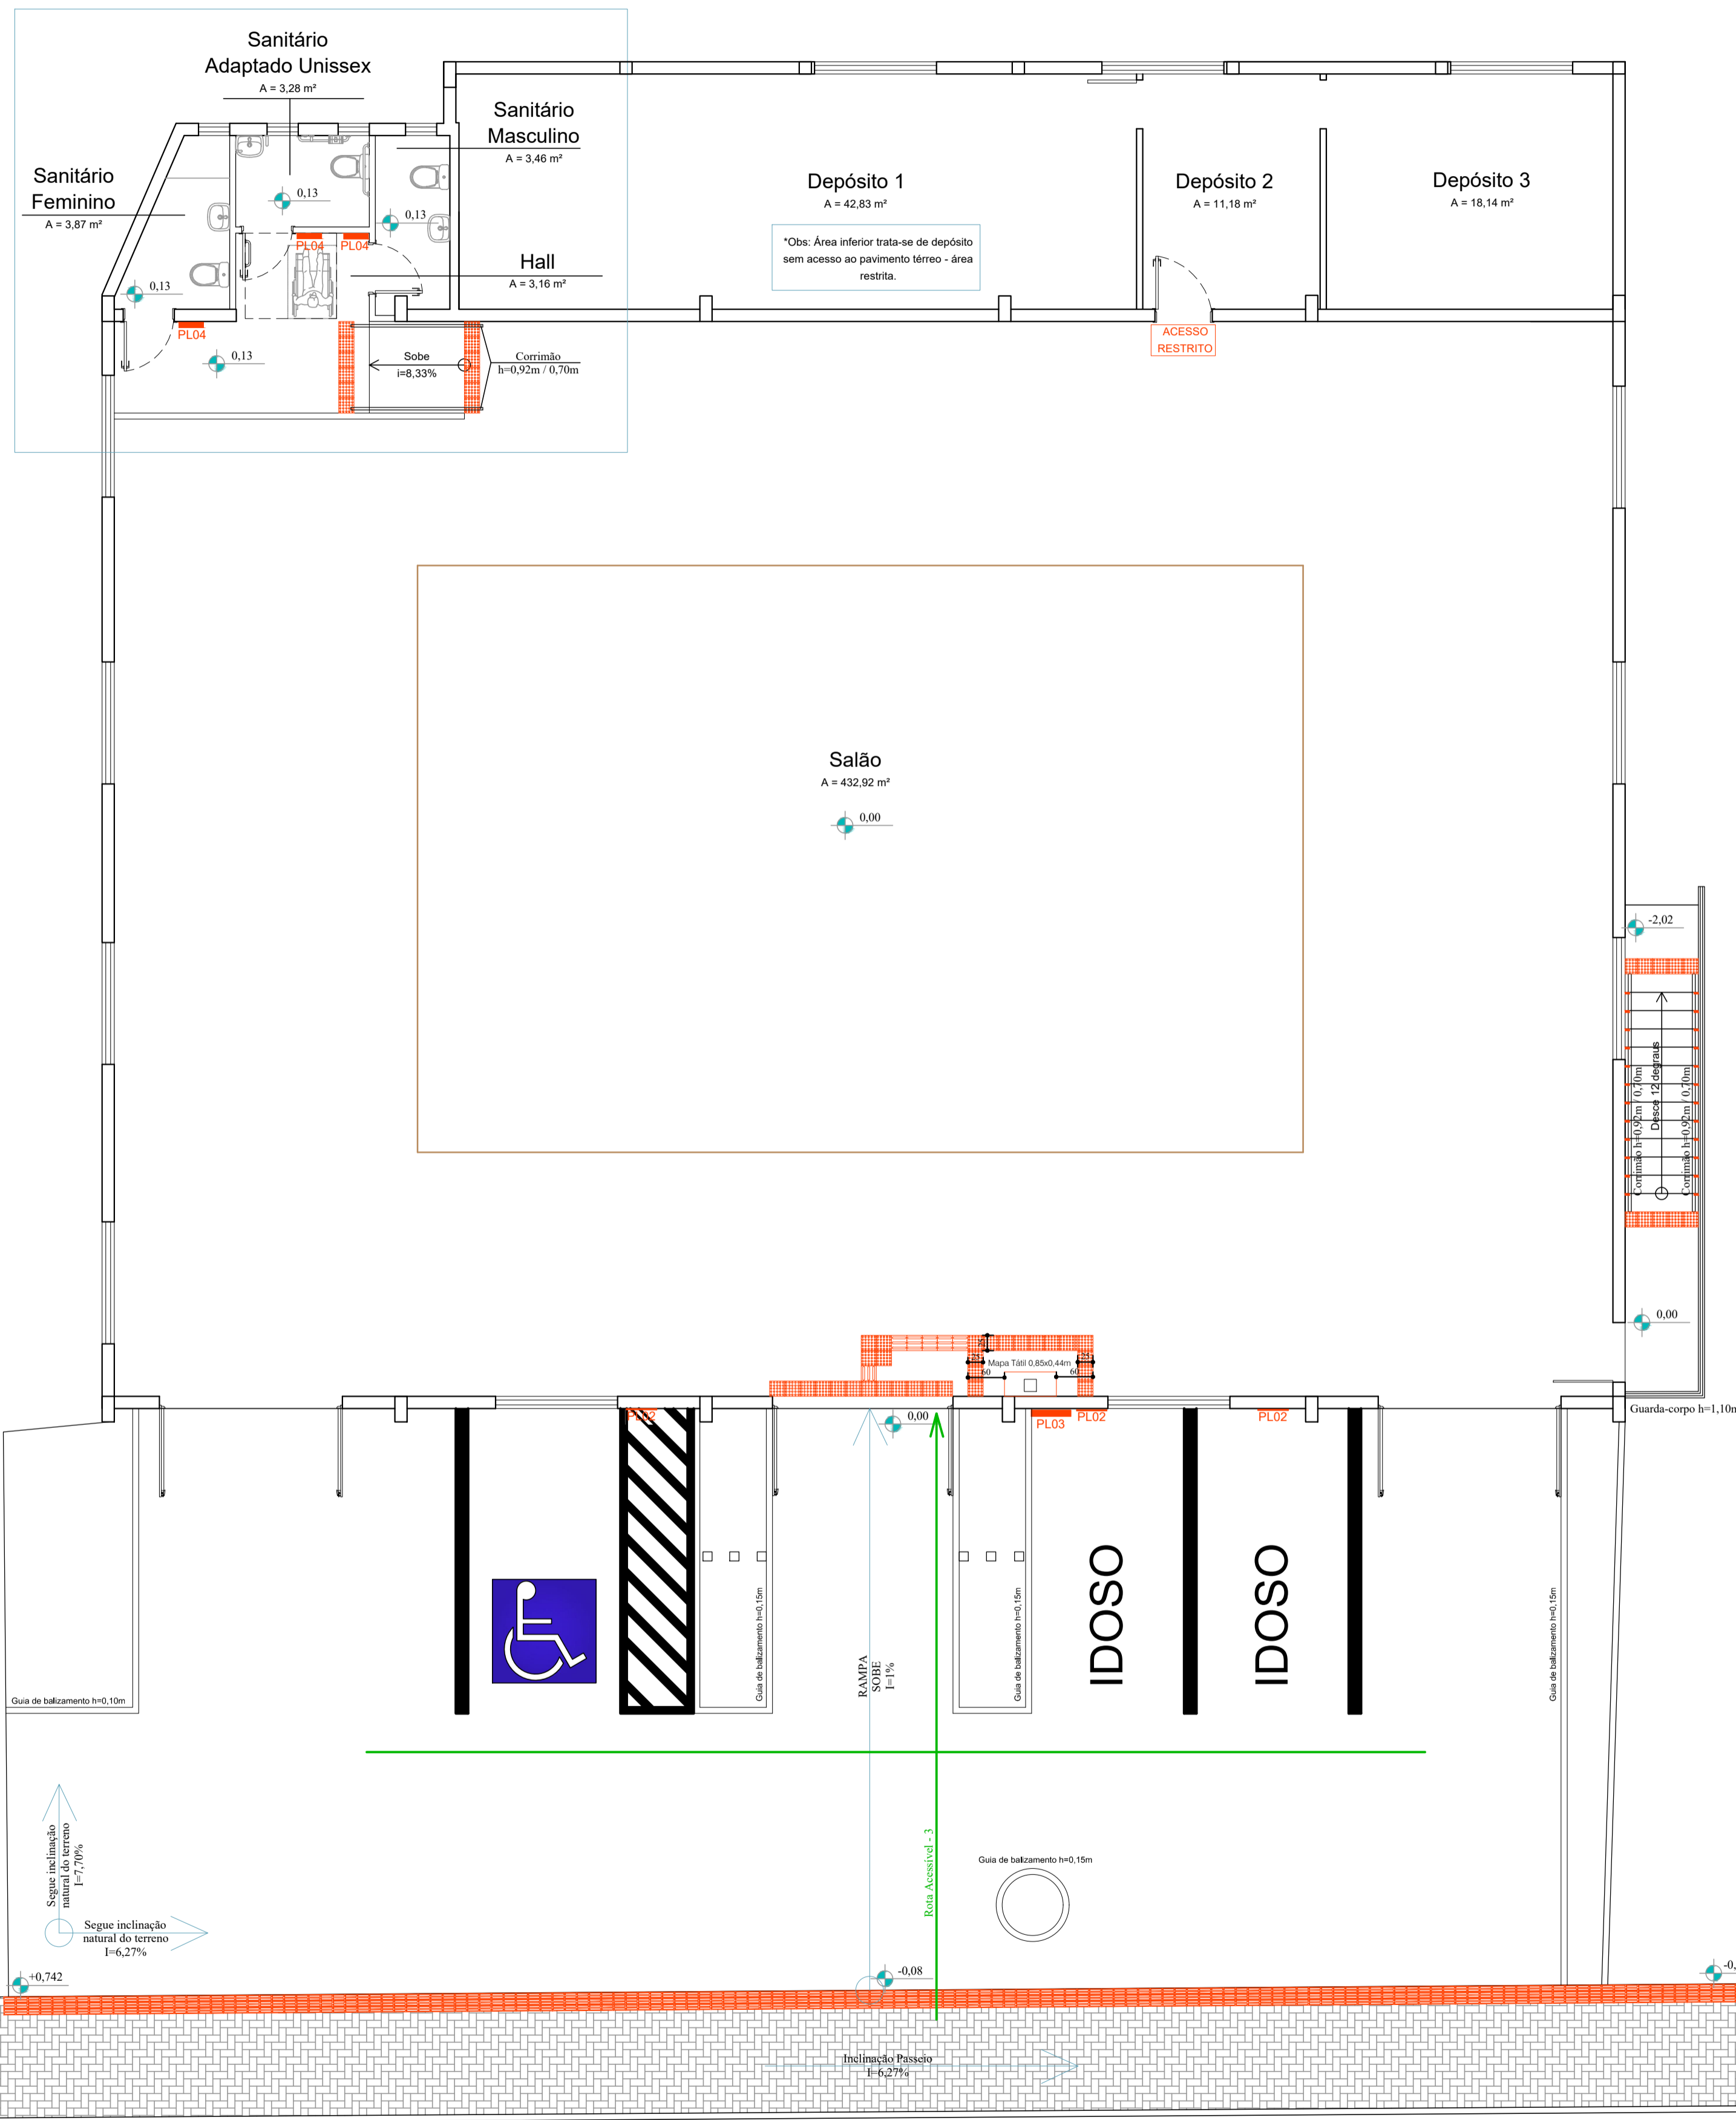 Sanitário
Adaptado Unissex
A = 3,28 m²
Sanitário
Masculino
A = 3,46 m²
Sanitário
Feminino
A = 3,87 m²
Depósito 1
A = 42,83 m²
Depósito 2
A = 11,18 m²
Depósito 3
A = 18,14 m²
*Obs: Área inferior trata-se de depósito
sem acesso ao pavimento térreo - área
restrita.
0,13
0,13
PL04
PL04
Hall
A = 3,16 m²
0,13
PL04
0,13
Sobe
i=8,33%
Corrimão
h=0,92m / 0,70m
ACESSO
RESTRITO
Salão
A = 432,92 m²
0,00
-2,02
Corrimão h=0,92m / 0,70m
Desce 12 degraus
Corrimão h=0,92m / 0,70m
0,00
25
25
Mapa Tátil 0,85x0,44m
25
60
60
PL02
0,00
PL03
PL02
PL02
Guarda-corpo h=1,10m
Guia de balizamento h=0,10m
Guia de balizamento h=0,15m
RAMPA
SOBE
I=1%
Guia de balizamento h=0,15m
IDOSO
IDOSO
Guia de balizamento h=0,15m
Segue inclinação
natural do terreno
I=7,70%
Segue inclinação
natural do terreno
I=6,27%
Rota Acessível - 3
Guia de balizamento h=0,15m
+0,742
-0,08
-0,
Inclinação Passeio
I=6,27%